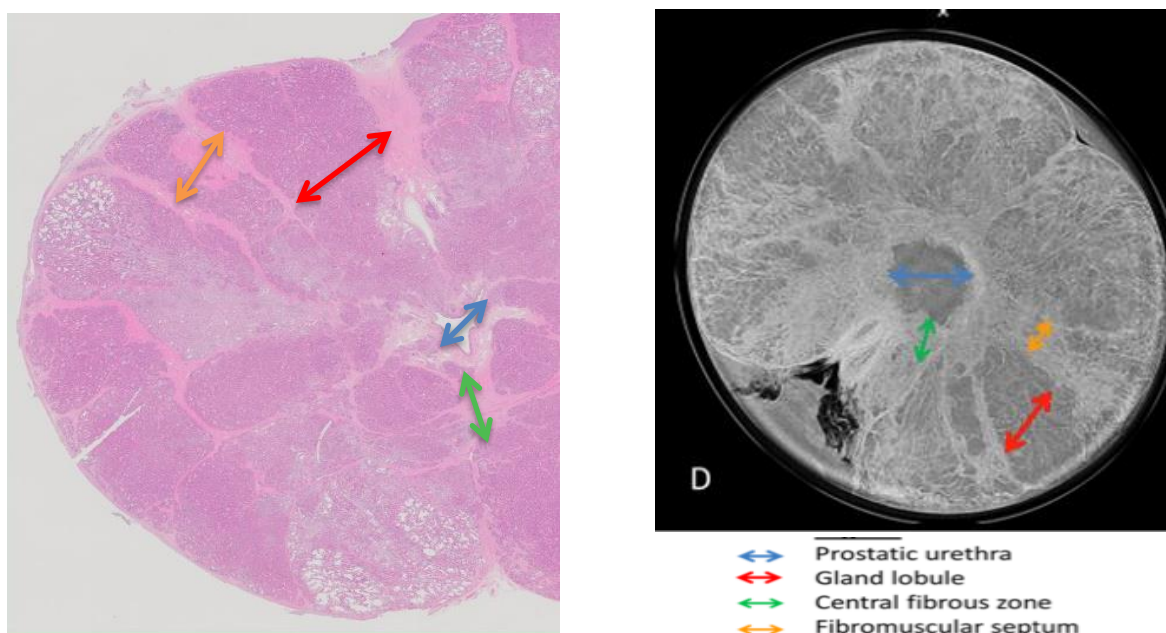 D
Prostatic urethra
Gland lobule
Central fibrous zone
Fibromuscular septum